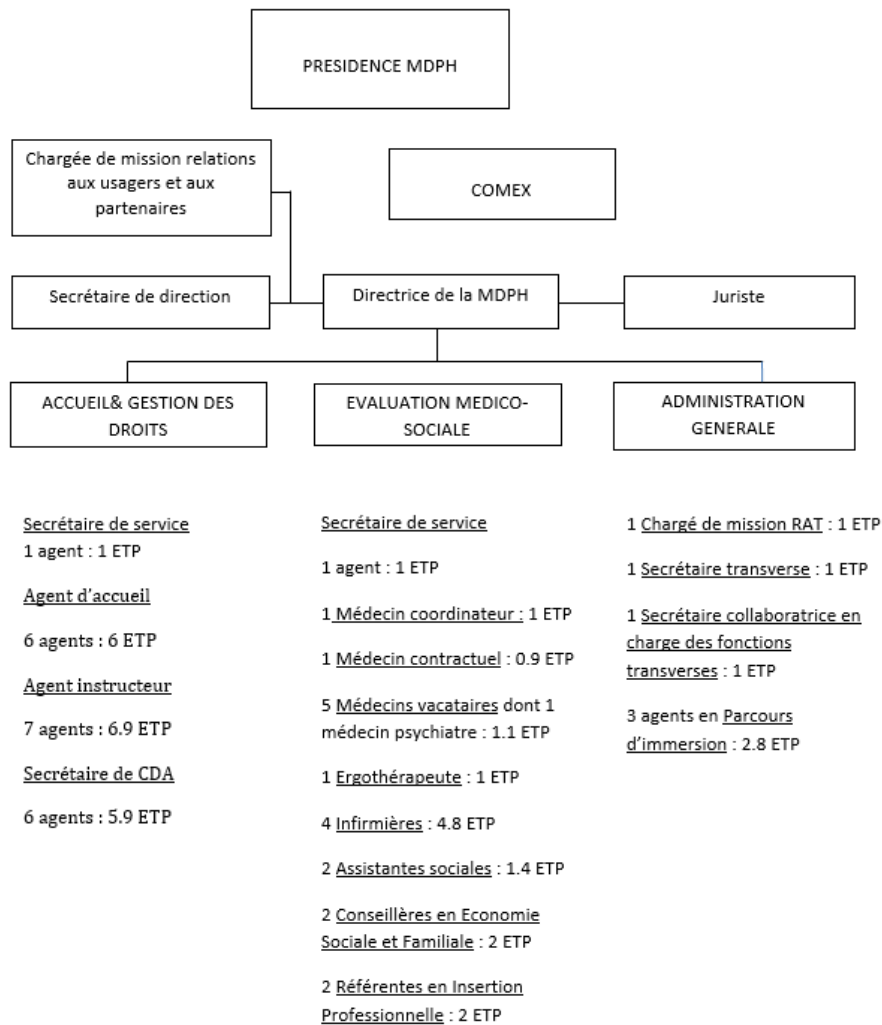 PRESIDENCE MDPH
Chargée de mission relations
aux usagers et aux
partenaires
COMEX
Secrétaire de direction
Directrice de la MDPH
Juriste
ACCUEIL& GESTION DES
DROITS
EVALUATION MEDICO-
SOCIALE
ADMINISTRATION
GENERALE
Secrétaire de service
1 agent : 1 ETP
Agent d'accueil
6 agents : 6 ETP
Agent instructeur
7 agents : 6.9 ETP
Secrétaire de CDA
6 agents : 5.9 ETP
Secrétaire de service
1 agent : 1 ETP
1 Médecin coordinateur : 1 ETP
1 Médecin contractuel : 0.9 ETP
5 Médecins vacataires dont 1
médecin psychiatre : 1.1 ETP
1 Ergothérapeute : 1 ETP
4 Infirmières : 4.8 ETP
2 Assistantes sociales : 1.4 ETP
2 Conseillères en Economie
Sociale et Familiale : 2 ETP
2 Référentes en Insertion
Professionnelle : 2 ETP
1 Chargé de mission RAT : 1 ETP
1 Secrétaire transverse : 1 ETP
1 Secrétaire collaboratrice en
charge des fonctions
transverses : 1 ETP
3 agents en Parcours
d'immersion : 2.8 ETP